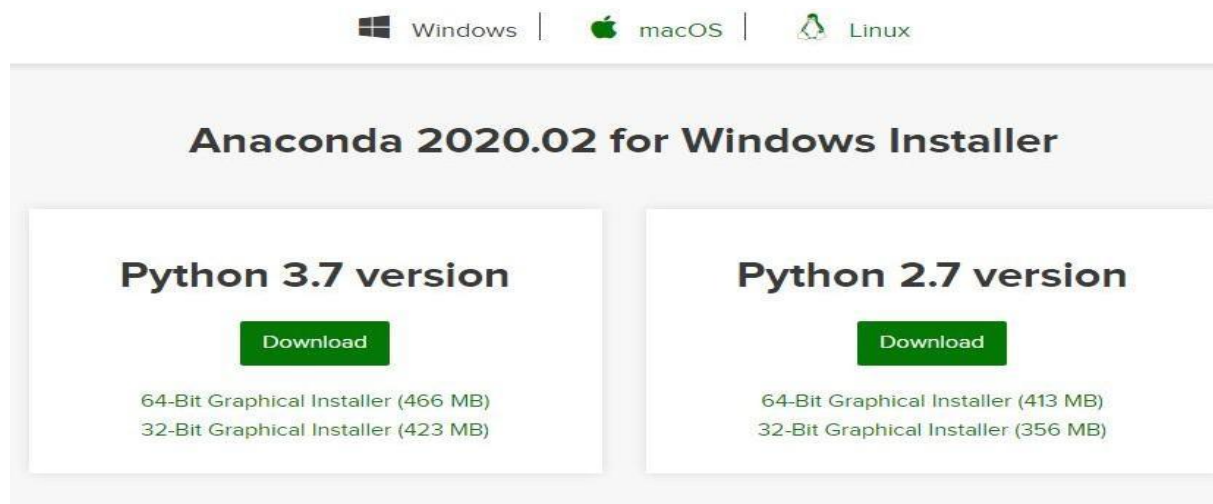 Windows | macOS | Linux
Anaconda 2020.02 for Windows Installer
Python 3.7 version
Download
64-Bit Graphical Installer (466 MB)
32-Bit Graphical Installer (423 MB)
Python 2.7 version
Download
64-Bit Graphical Installer (413 MB)
32-Bit Graphical Installer (356 MB)